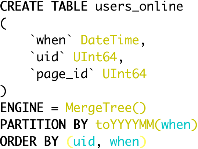 CREATE TABLE users_online
(
    `when` DateTime,
    `uid` UInt64,
    `page_id` UInt64
)
ENGINE = MergeTree()
PARTITION BY toYYYYMM(when)
ORDER BY (uid, when)